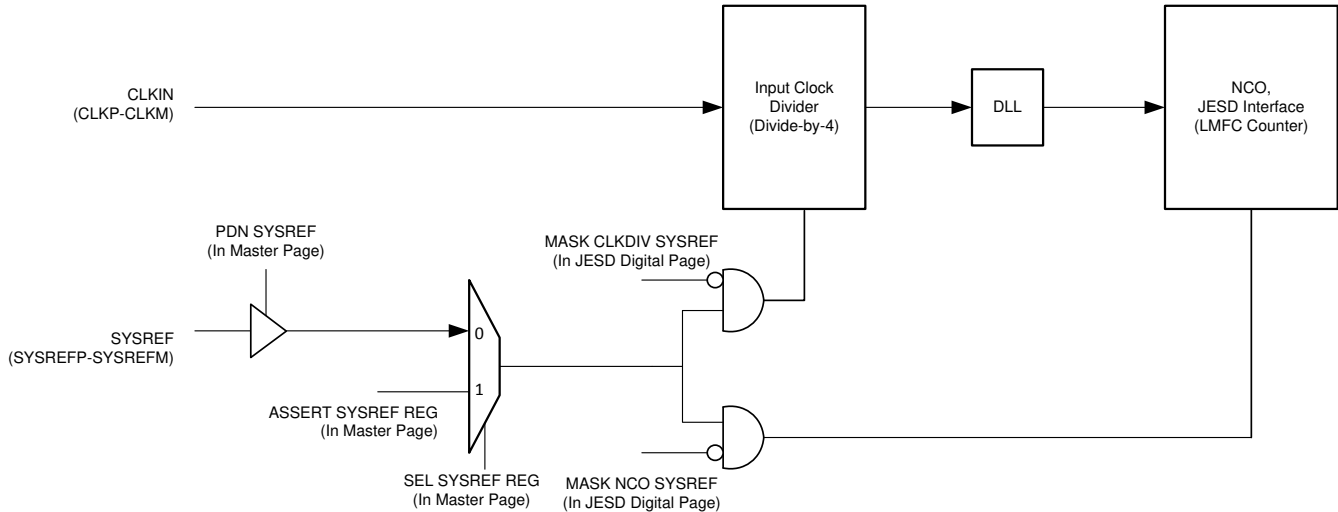 CLKIN
(CLKP-CLKM)
Input Clock
Divider
(Divide-by-4)
DLL
NCO,
JESD Interface
(LMFC Counter)
PDN SYSREF
(In Master Page)
MASK CLKDIV SYSREF
(In JESD Digital Page)
SYSREF
(SYSREFP-SYSREFM)
0
1
ASSERT SYSREF REG
(In Master Page)
SEL SYSREF REG
(In Master Page)
MASK NCO SYSREF
(In JESD Digital Page)